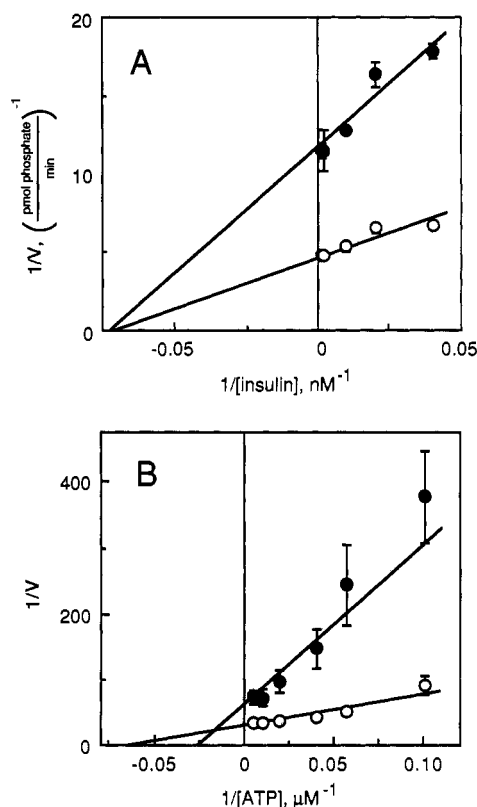 A
20
10
0
1/V, (pmol phosphate / min)⁻¹
-0.05
0
0.05
1/[insulin], nM⁻¹
B
400
200
0
1/V
-0.05
0
0.05
0.10
1/[ATP], µM⁻¹